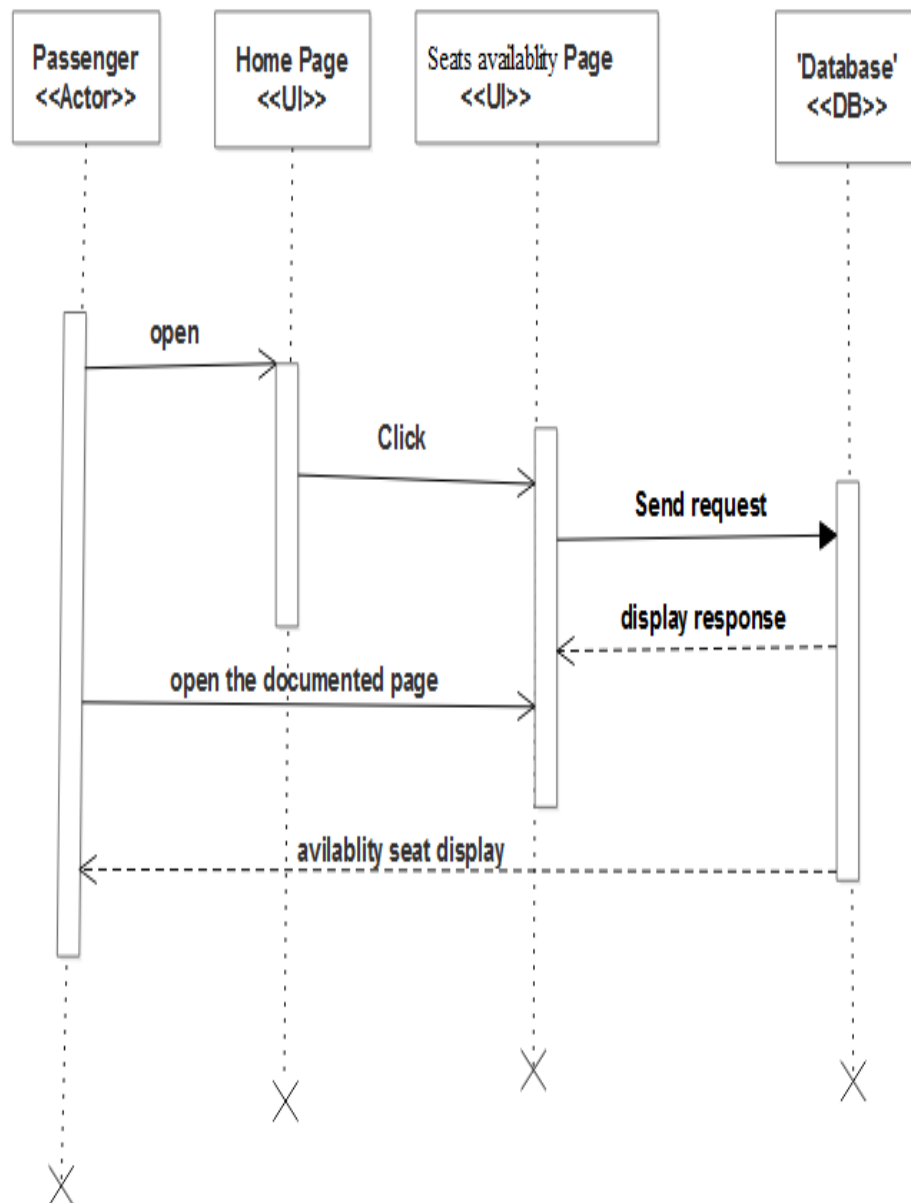 Passenger
<<Actor>>
Home Page
<<UI>>
Seats availablity Page
<<UI>>
'Database'
<<DB>>
open
Click
Send request
display response
open the documented page
avilablity seat display